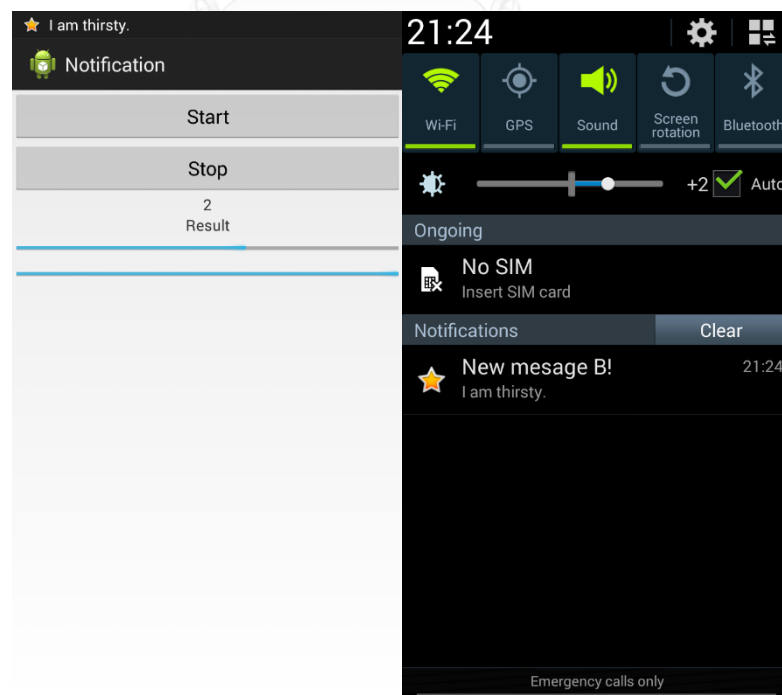 I am thirsty.
Notification
Start
Stop
2
Result
21:24
Wi-Fi
GPS
Sound
Screen
rotation
Bluetooth
+2
Auto
Ongoing
No SIM
Insert SIM card
Notifications
Clear
New mesage B!
21:24
I am thirsty.
Emergency calls only